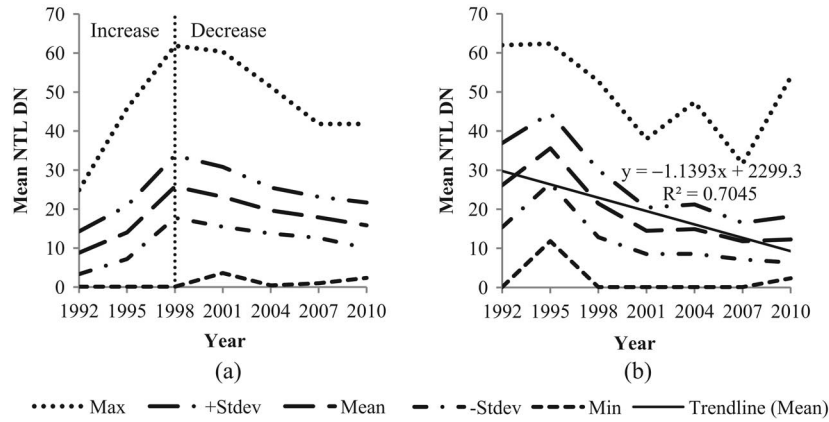 Increase Decrease
Mean NTL DN
70
60
50
40
30
20
10
0
1992 1995 1998 2001 2004 2007 2010
Year
(a)
Mean NTL DN
70
60
50
40
30
20
10
0
y = −1.1393x + 2299.3
R² = 0.7045
1992 1995 1998 2001 2004 2007 2010
Year
(b)
Max +Stdev Mean -Stdev Min Trendline (Mean)